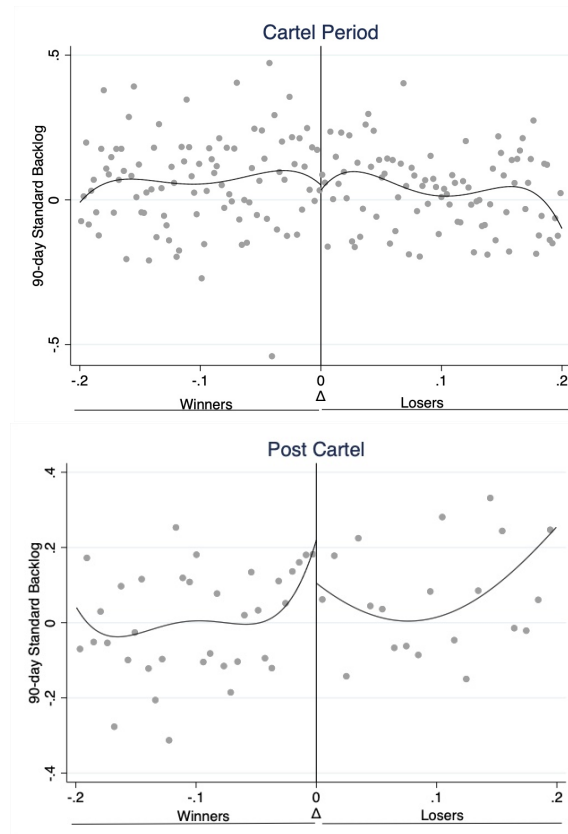 Cartel Period
.5
0
-.5
90-day Standard Backlog
-.2
-.1
0
.1
.2
Δ
Winners
Losers
Post Cartel
.4
.2
0
-.2
-.4
90-day Standard Backlog
-.2
-.1
0
.1
.2
Δ
Winners
Losers